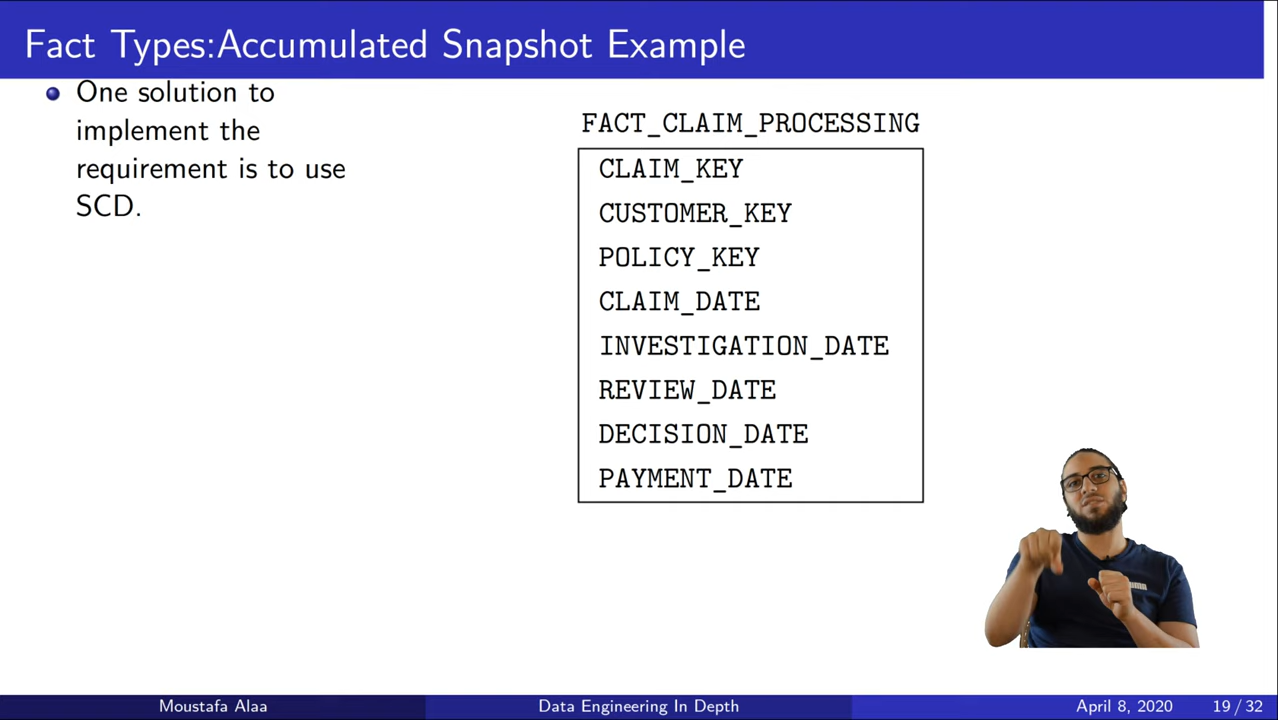 Fact Types:Accumulated Snapshot Example
One solution to
implement the
requirement is to use
SCD.
FACT_CLAIM_PROCESSING
CLAIM_KEY
CUSTOMER_KEY
POLICY_KEY
CLAIM_DATE
INVESTIGATION_DATE
REVIEW_DATE
DECISION_DATE
PAYMENT_DATE
Moustafa Alaa
Data Engineering In Depth
April 8, 2020
19 / 32